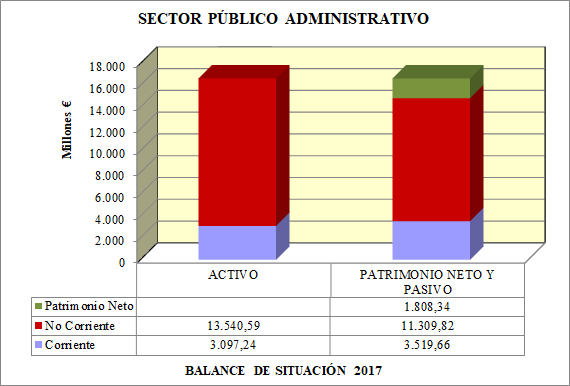 SECTOR PÚBLICO ADMINISTRATIVO
Millones €
18.000
16.000
14.000
12.000
10.000
8.000
6.000
4.000
2.000
0
ACTIVO
PATRIMONIO NETO Y
PASIVO
Patrimonio Neto 1.808,34
No Corriente 13.540,59 11.309,82
Corriente 3.097,24 3.519,66
BALANCE DE SITUACIÓN 2017